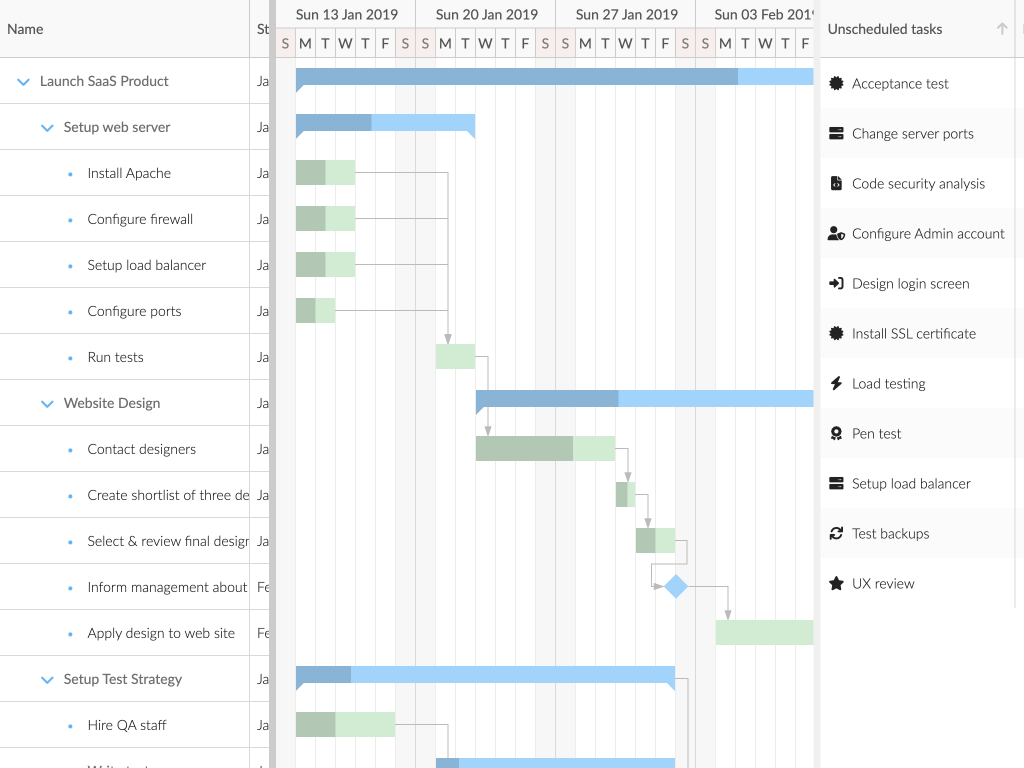 Name
St
Sun 13 Jan 2019
Sun 20 Jan 2019
Sun 27 Jan 2019
Sun 03 Feb 2019
S M T W T F S S M T W T F S S M T W T F S S M T W T F
Unscheduled tasks
Launch SaaS Product
Ja
Setup web server
Ja
Install Apache
Ja
Configure firewall
Ja
Setup load balancer
Ja
Configure ports
Ja
Run tests
Ja
Website Design
Ja
Contact designers
Ja
Create shortlist of three de
Ja
Select & review final design
Ja
Inform management about
Fe
Apply design to web site
Fe
Setup Test Strategy
Ja
Hire QA staff
Ja
Acceptance test
Change server ports
Code security analysis
Configure Admin account
Design login screen
Install SSL certificate
Load testing
Pen test
Setup load balancer
Test backups
UX review